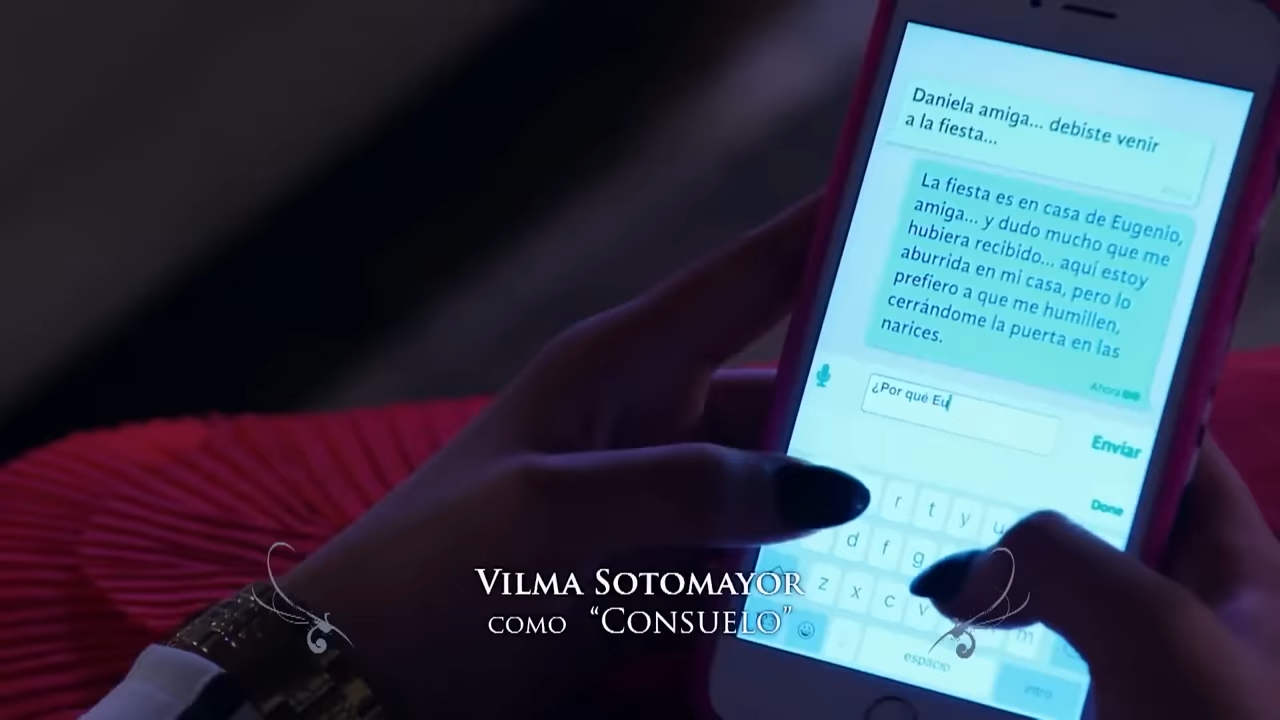 Daniela amiga... debiste venir
a la fiesta...
La fiesta es en casa de Eugenio,
amiga... y dudo mucho que me
hubiera recibido... aquí estoy
aburrida en mi casa, pero lo
prefiero a que me humillen,
cerrándome la puerta en las
narices.
Ahora
¿Por qué Eu
Enviar
Done
r t y u
d f g
z x c v m
espacio
intro
VILMA SOTOMAYOR
COMO “CONSUELO”